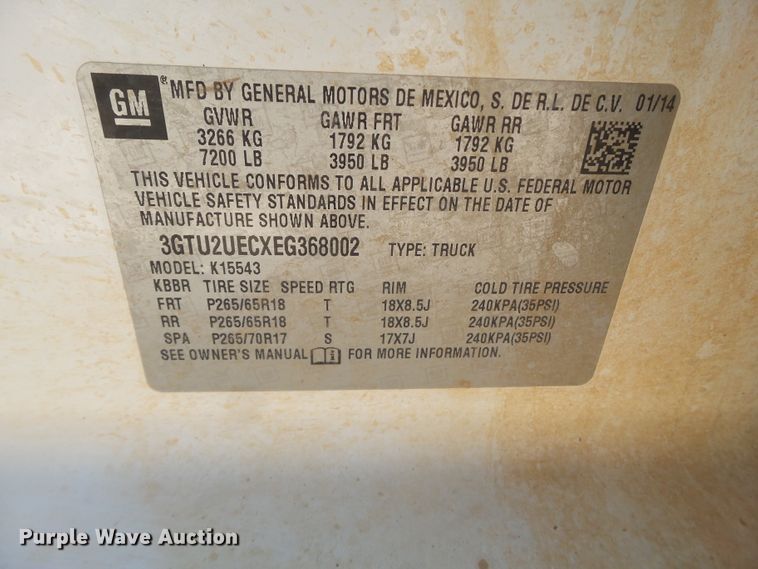 GM ® MFD BY GENERAL MOTORS DE MEXICO, S. DE R.L. DE C.V. 01/14
GVWR GAWR FRT GAWR RR
3266 KG 1792 KG 1792 KG
7200 LB 3950 LB 3950 LB
THIS VEHICLE CONFORMS TO ALL APPLICABLE U.S. FEDERAL MOTOR
VEHICLE SAFETY STANDARDS IN EFFECT ON THE DATE OF
MANUFACTURE SHOWN ABOVE.
3GTU2UECXEG368002 TYPE: TRUCK
MODEL: K15543
KBBR TIRE SIZE SPEED RTG RIM COLD TIRE PRESSURE
FRT P265/65R18 T 18X8.5J 240KPA(35PSI)
RR P265/65R18 T 18X8.5J 240KPA(35PSI)
SPA P265/70R17 S 17X7J 240KPA(35PSI)
SEE OWNER'S MANUAL FOR MORE INFORMATION.
Purple Wave Auction